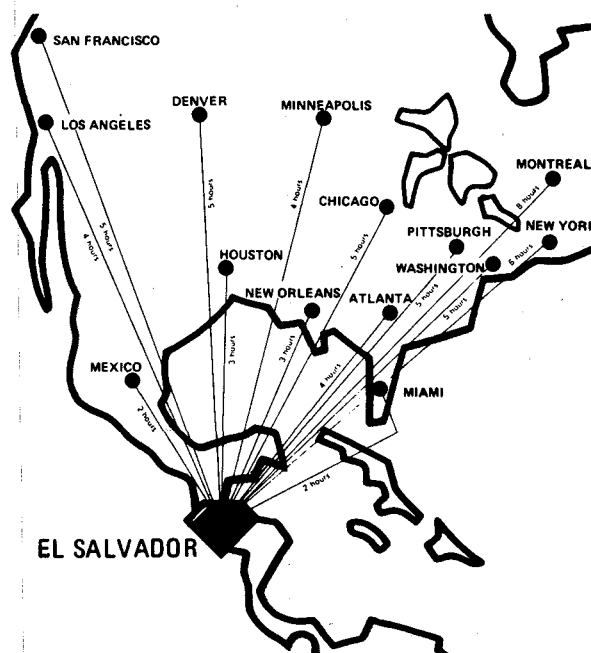 SAN FRANCISCO
DENVER
MINNEAPOLIS
LOS ANGELES
MONTREAL
8 hours
5 hours
4 hours
CHICAGO
5 hours
4 hours
PITTSBURGH
NEW YORK
5 hours
6 hours
HOUSTON
WASHINGTON
NEW ORLEANS
ATLANTA
5 hours
5 hours
3 hours
3 hours
MEXICO
4 hours
MIAMI
2 hours
2 hours
EL SALVADOR